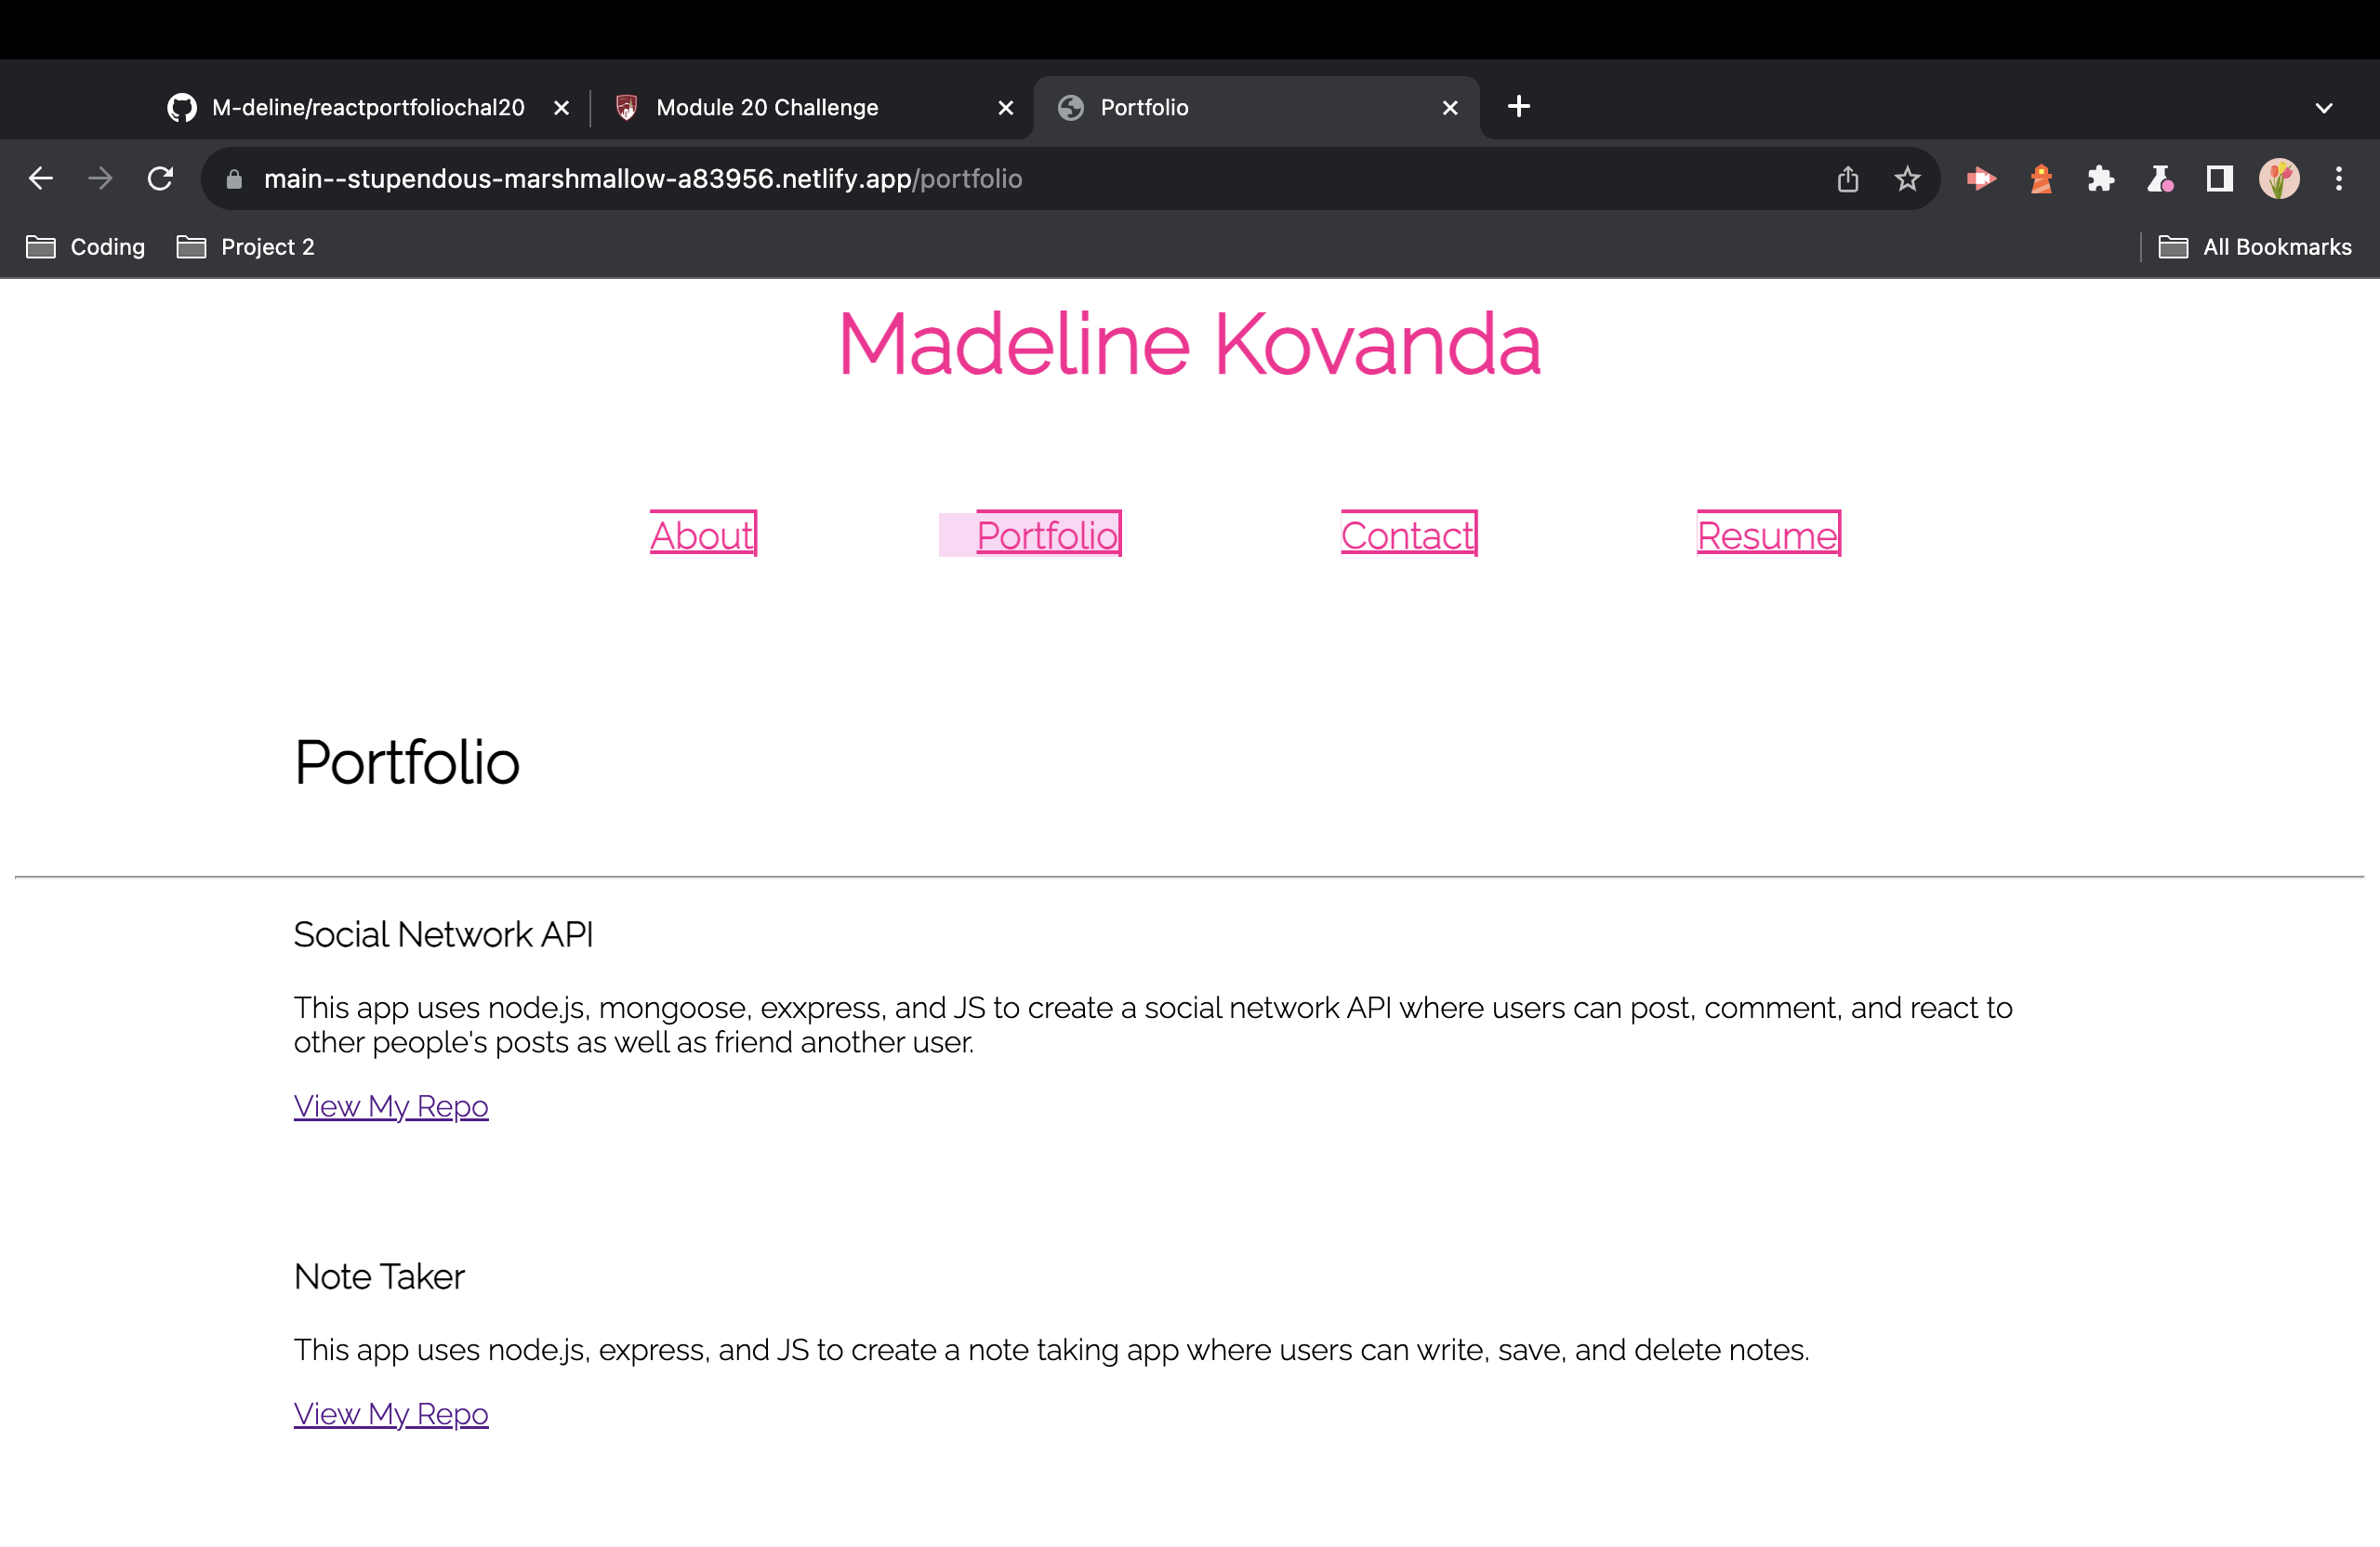 M-deline/reactportfoliochal20
Module 20 Challenge
Portfolio
main--stupendous-marshmallow-a83956.netlify.app/portfolio
Coding
Project 2
All Bookmarks
Madeline Kovanda
About
Portfolio
Contact
Resume
Portfolio
Social Network API
This app uses node.js, mongoose, exxpress, and JS to create a social network API where users can post, comment, and react to
other people's posts as well as friend another user.
View My Repo
Note Taker
This app uses node.js, express, and JS to create a note taking app where users can write, save, and delete notes.
View My Repo